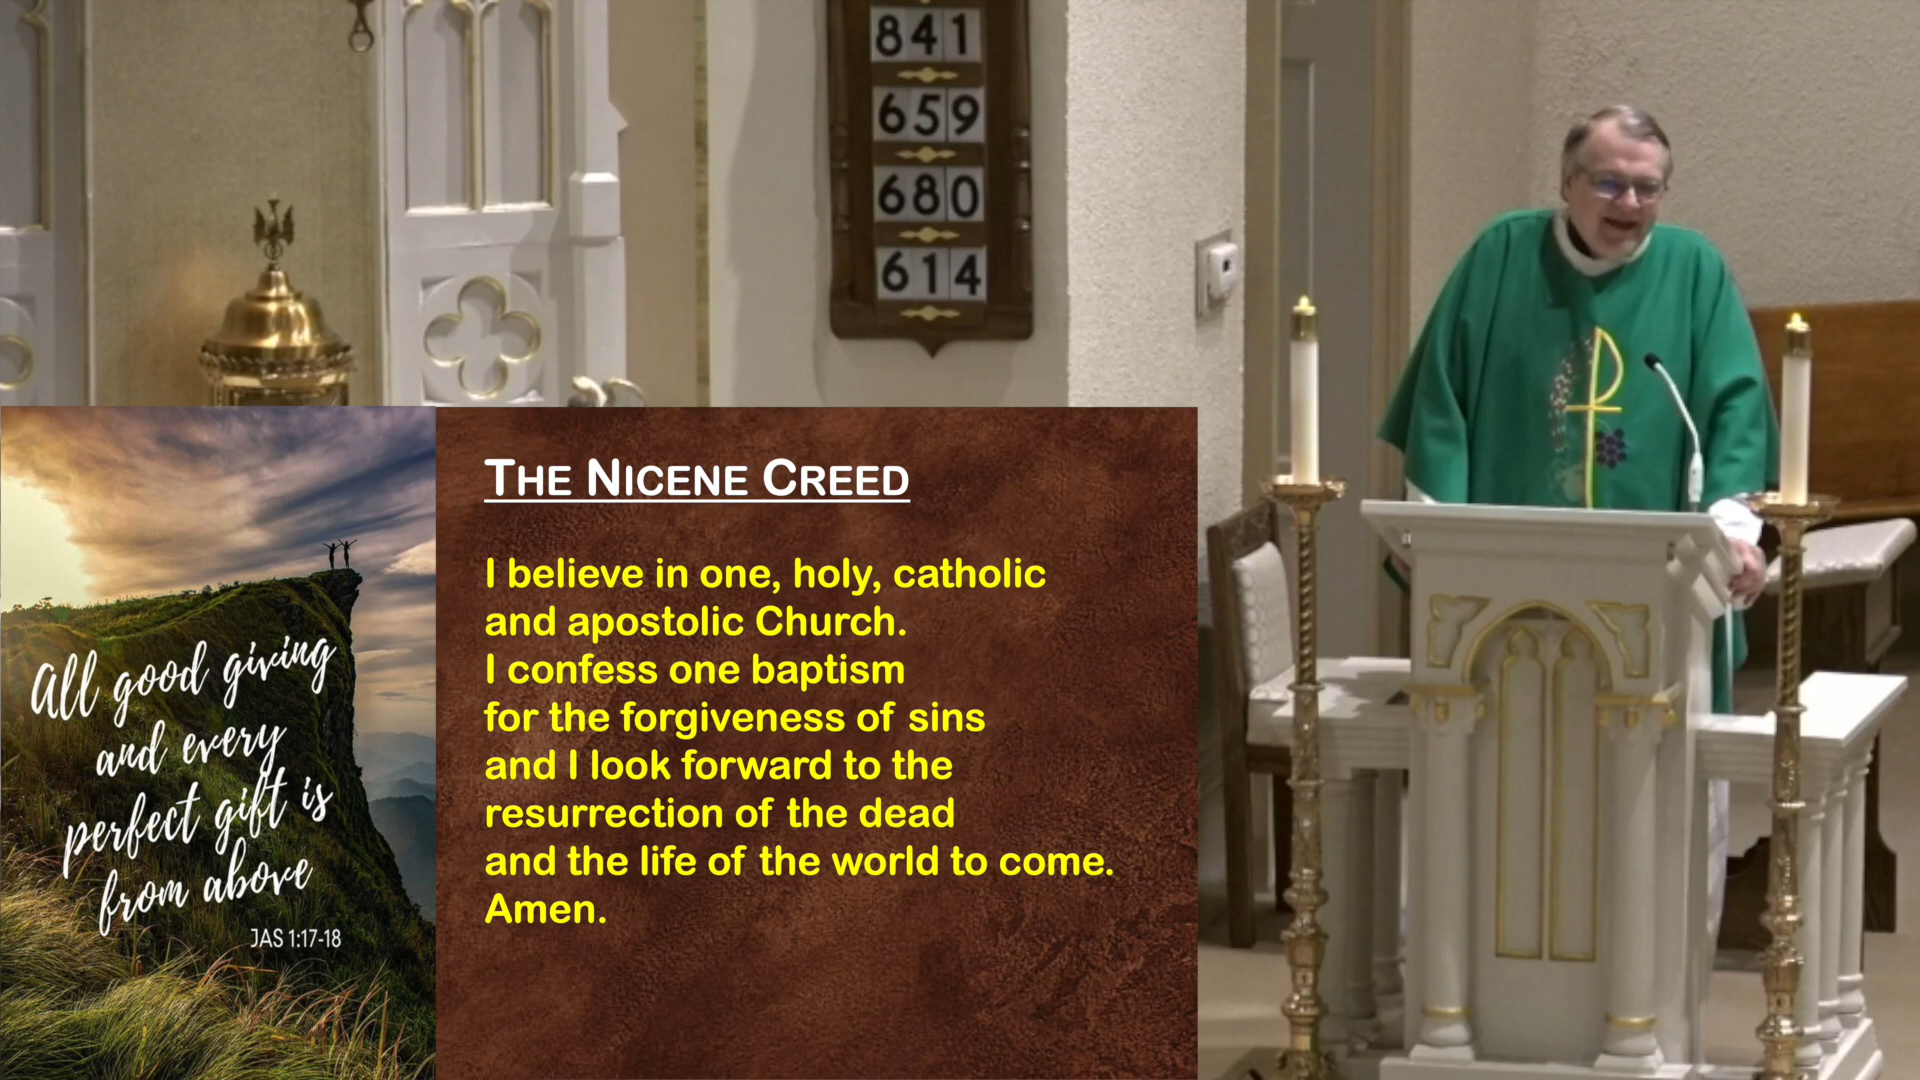 841
659
680
614
THE NICENE CREED
I believe in one, holy, catholic
and apostolic Church.
I confess one baptism
for the forgiveness of sins
and I look forward to the
resurrection of the dead
and the life of the world to come.
Amen.
All good giving
and every
perfect gift is
from above
JAS 1:17-18